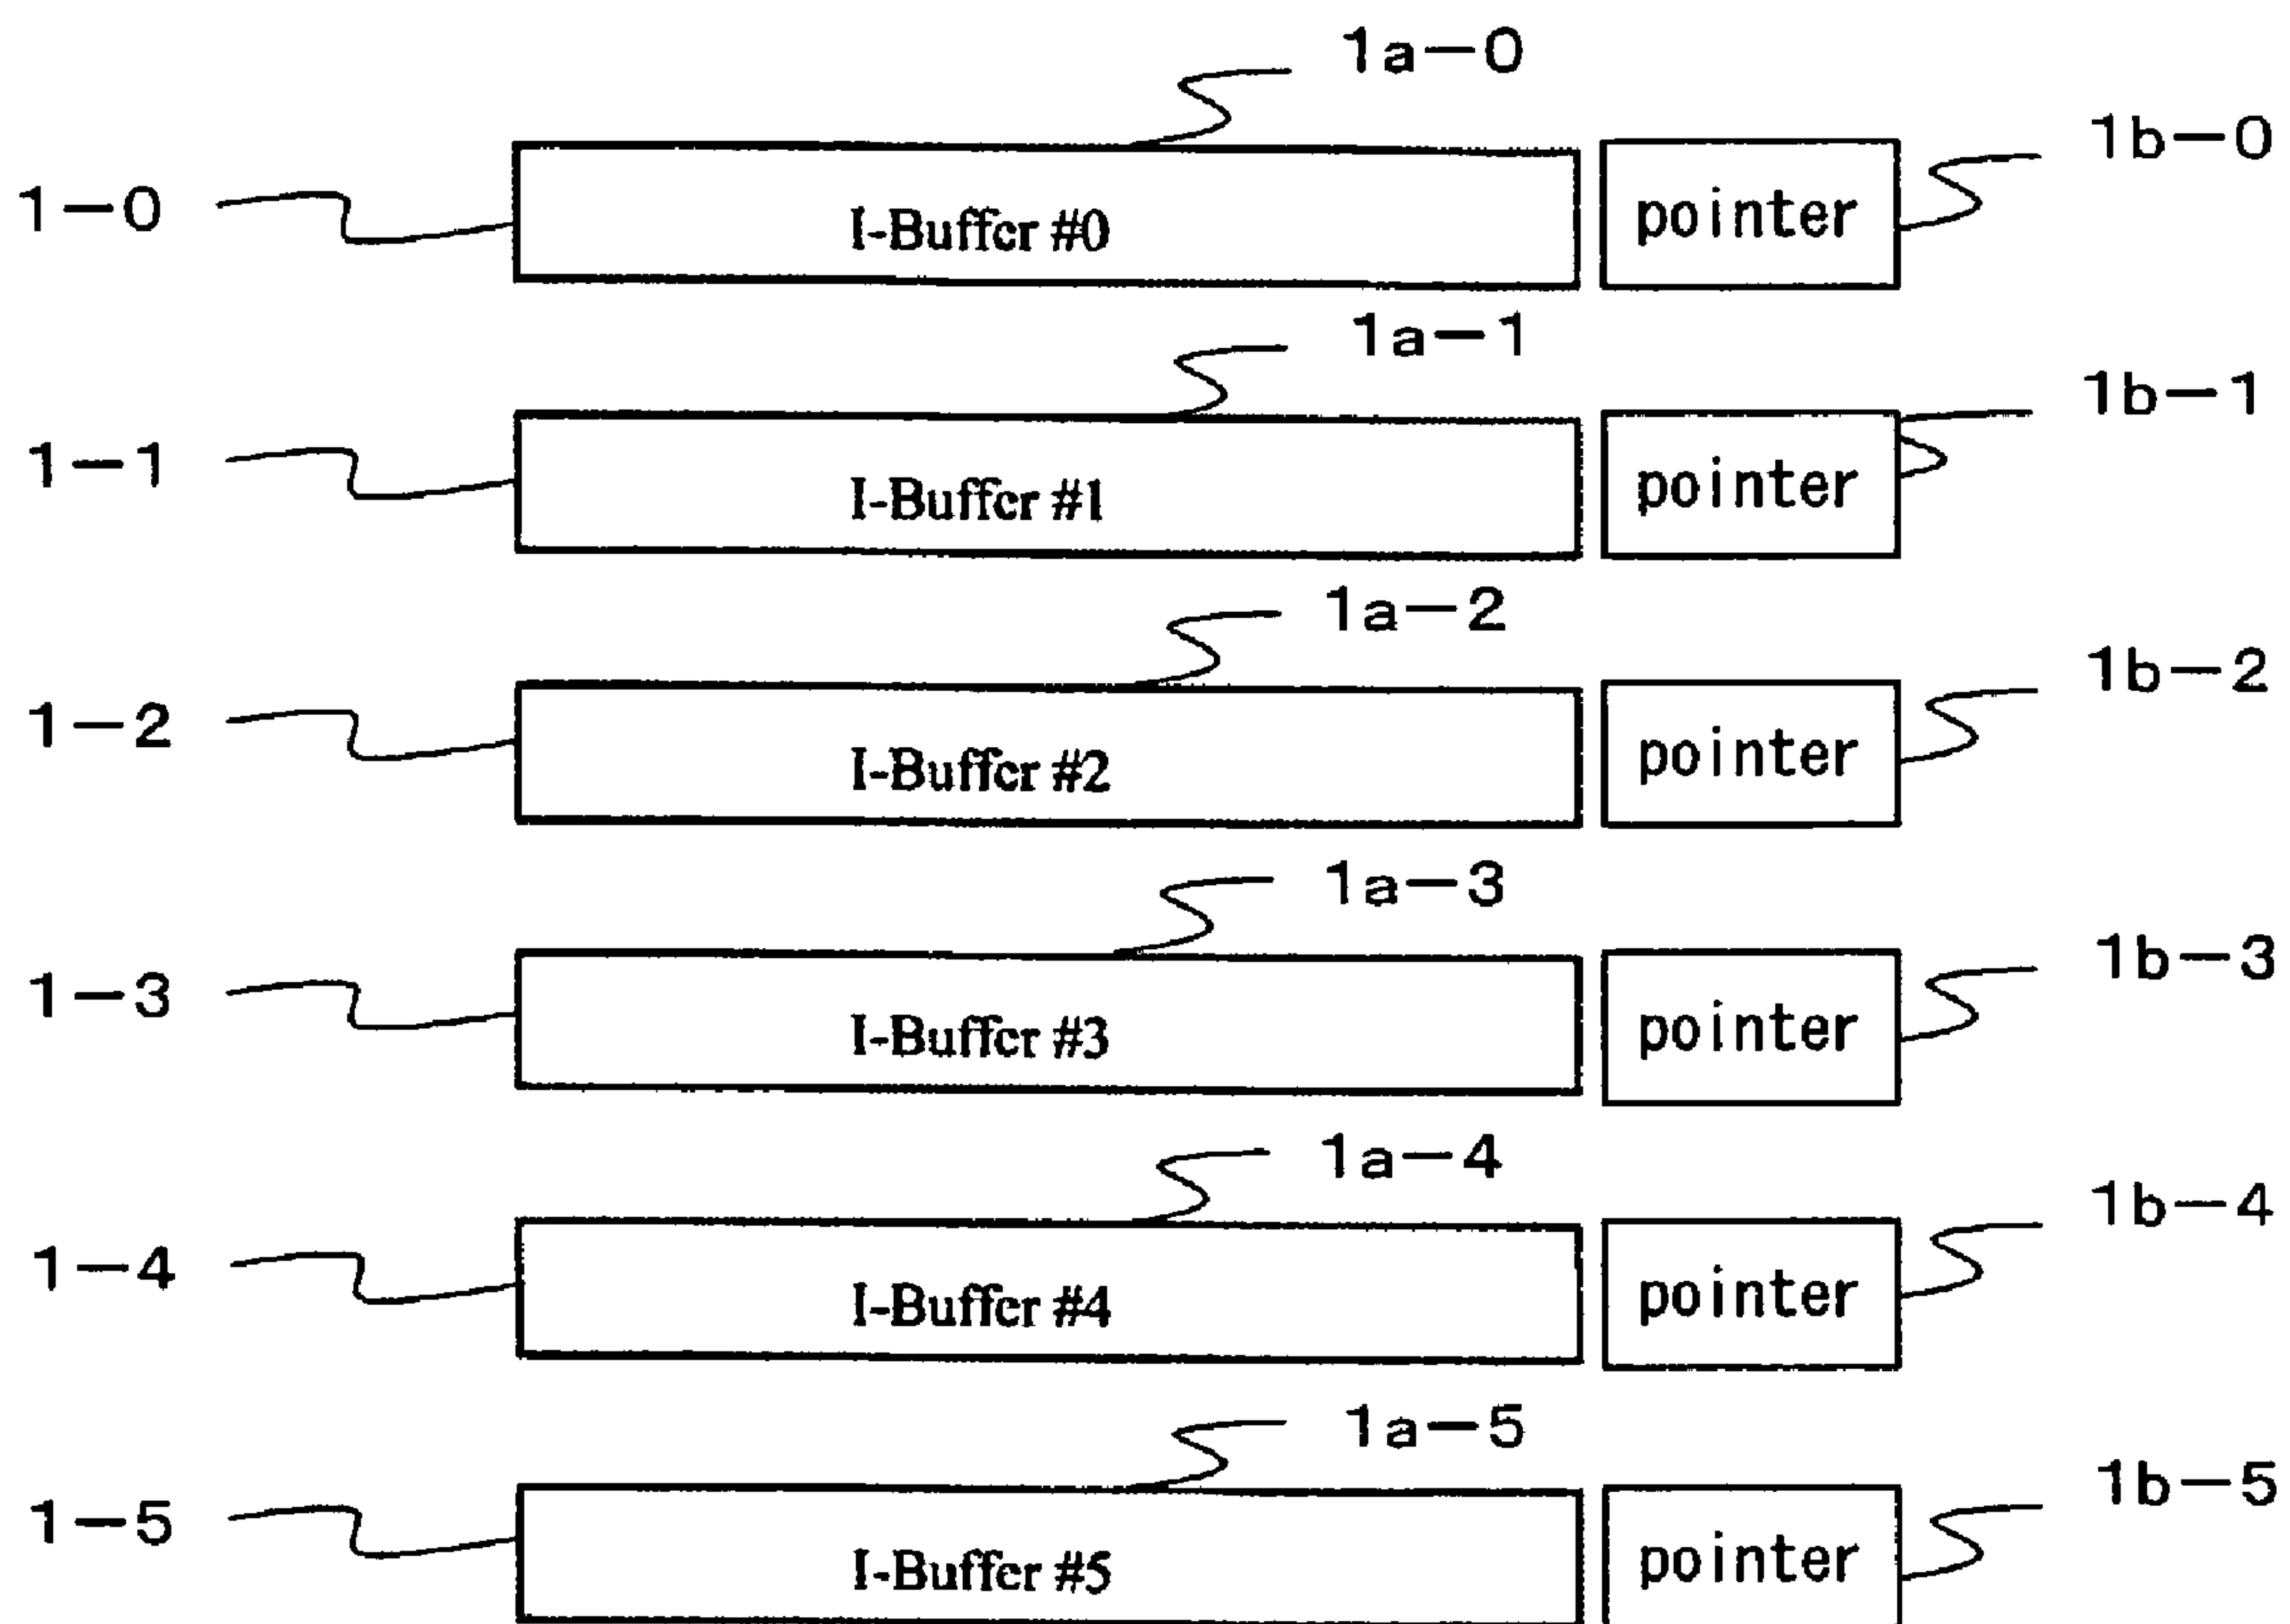 1a-0
1b-0
1-0
I-Buffer #0
pointer
1a-1
1b-1
1-1
I-Buffer #1
pointer
1a-2
1b-2
1-2
I-Buffer #2
pointer
1a-3
1b-3
1-3
I-Buffer #3
pointer
1a-4
1b-4
1-4
I-Buffer #4
pointer
1a-5
1b-5
1-5
I-Buffer #5
pointer